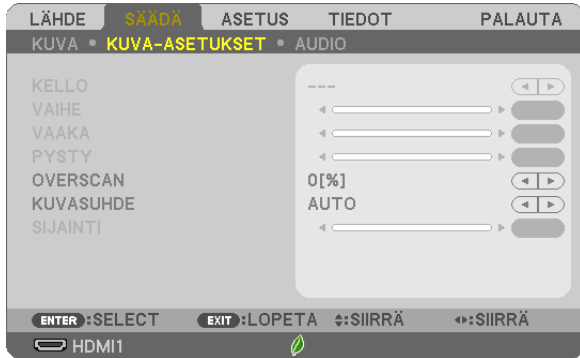 LÄHDE SÄÄDÄ ASETUS TIEDOT PALAUTA
KUVA • KUVA-ASETUKSET • AUDIO
KELLO ---
VAIHE
VAAKA
PYSTY
OVERSCAN 0[%]
KUVASUHDE AUTO
SIJAINTI
ENTER :SELECT EXIT :LOPETA :SIIRRÄ :SIIRRÄ
HDMI1